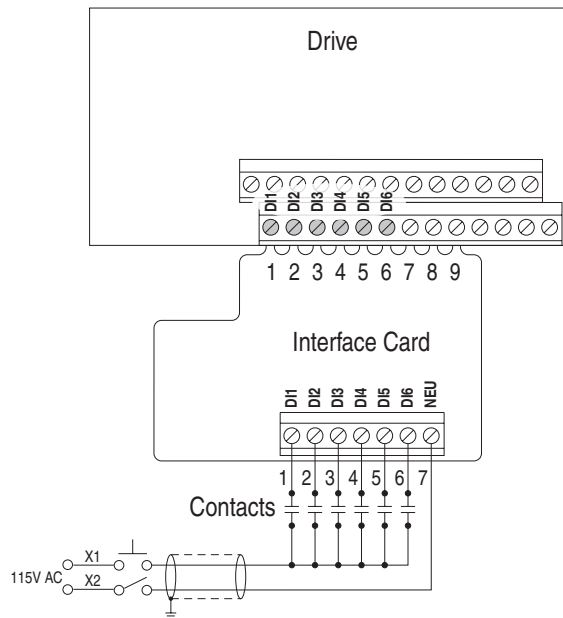 Drive
DI1 DI2 DI3 DI4 DI5 DI6
1 2 3 4 5 6 7 8 9
Interface Card
DI1 DI2 DI3 DI4 DI5 DI6 NEU
1 2 3 4 5 6 7
Contacts
X1
115V AC
X2